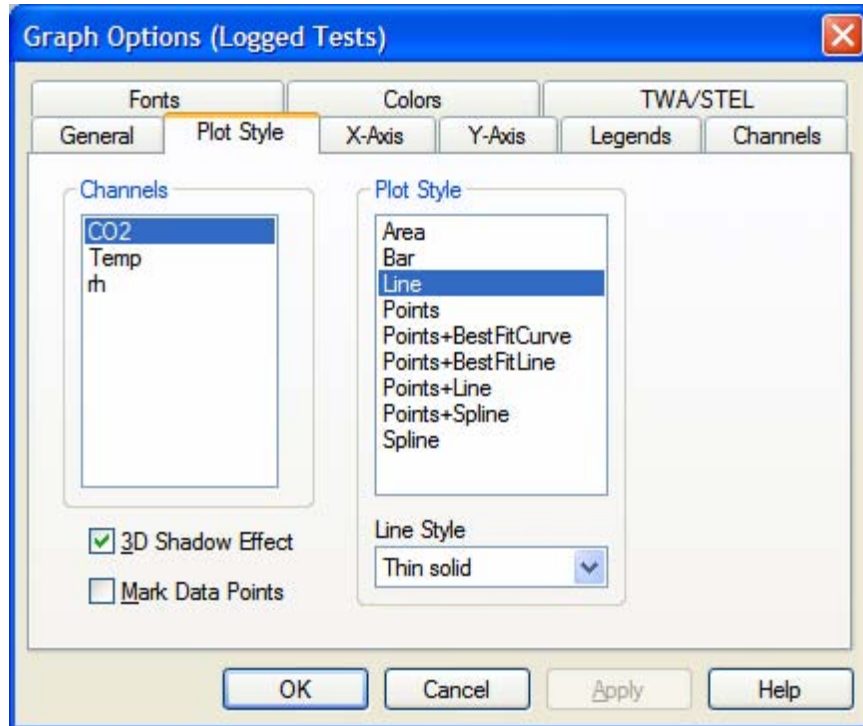 Graph Options (Logged Tests)
Fonts Colors TWA/STEL
General Plot Style X-Axis Y-Axis Legends Channels
Channels
CO2
Temp
rh
3D Shadow Effect
Mark Data Points
Plot Style
Area
Bar
Line
Points
Points+BestFitCurve
Points+BestFitLine
Points+Line
Points+Spline
Spline
Line Style
Thin solid
OK Cancel Apply Help